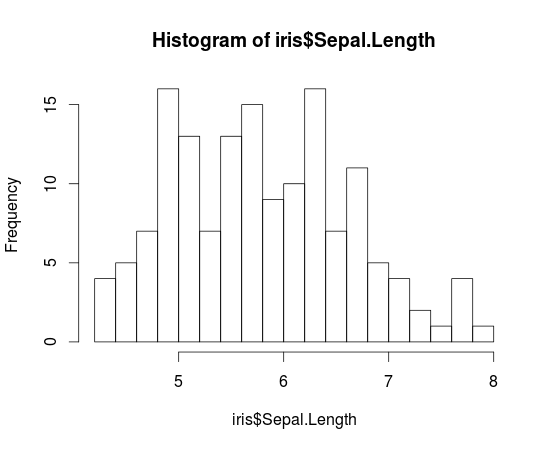 Histogram of iris$Sepal.Length
Frequency
15
10
5
0
5 6 7 8
iris$Sepal.Length